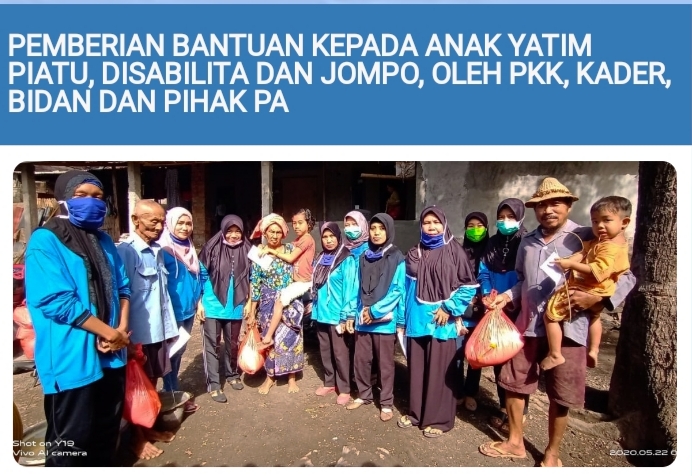 PEMBERIAN BANTUAN KEPADA ANAK YATIM
PIATU, DISABILITA DAN JOMPO, OLEH PKK, KADER,
BIDAN DAN PIHAK PA
Shot on Y19
Vivo AI camera
2020.05.22 0